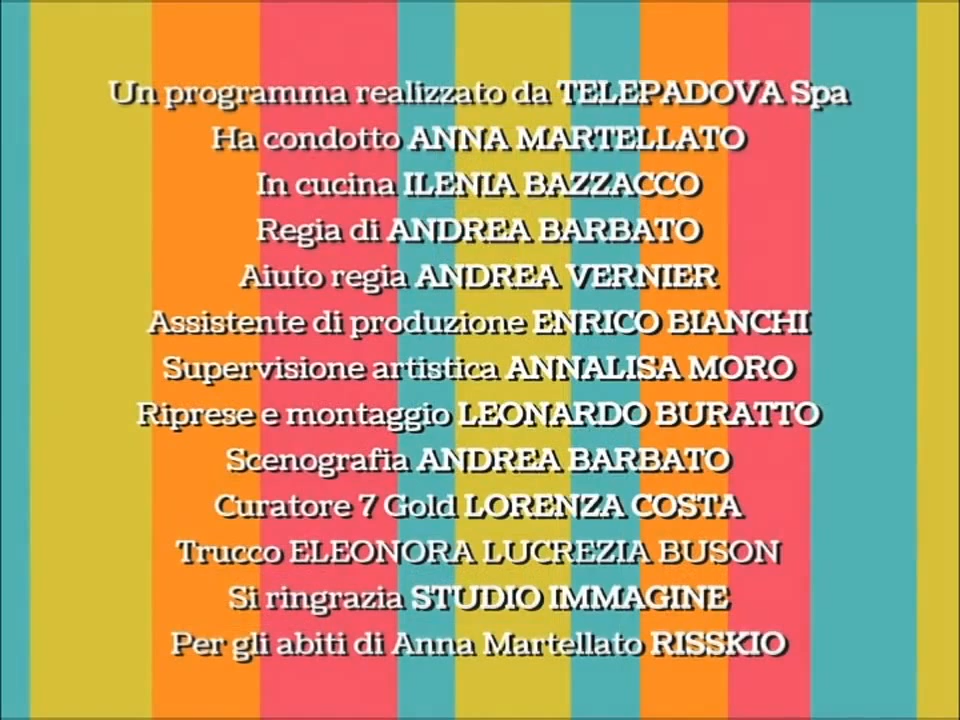 Un programma realizzato da TELEPADOVA Spa
Ha condotto ANNA MARTELLATO
In cucina ILENIA BAZZACCO
Regia di ANDREA BARBATO
Aiuto regia ANDREA VERNIER
Assistente di produzione ENRICO BIANCHI
Supervisione artistica ANNALISA MORO
Riprese e montaggio LEONARDO BURATTO
Scenografia ANDREA BARBATO
Curatore 7 Gold LORENZA COSTA
Trucco ELEONORA LUCREZIA BUSON
Si ringrazia STUDIO IMMAGINE
Per gli abiti di Anna Martellato RISSKIO